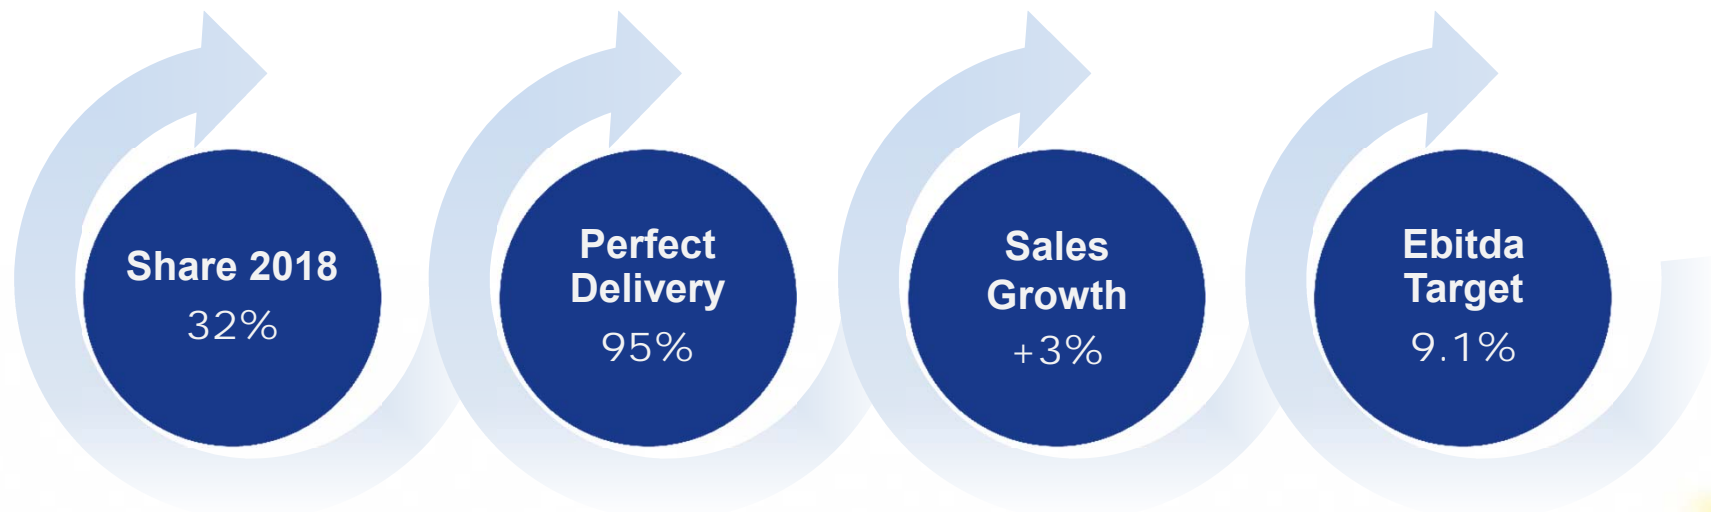 Share 2018
32%
Perfect
Delivery
95%
Sales
Growth
+3%
Ebitda
Target
9.1%